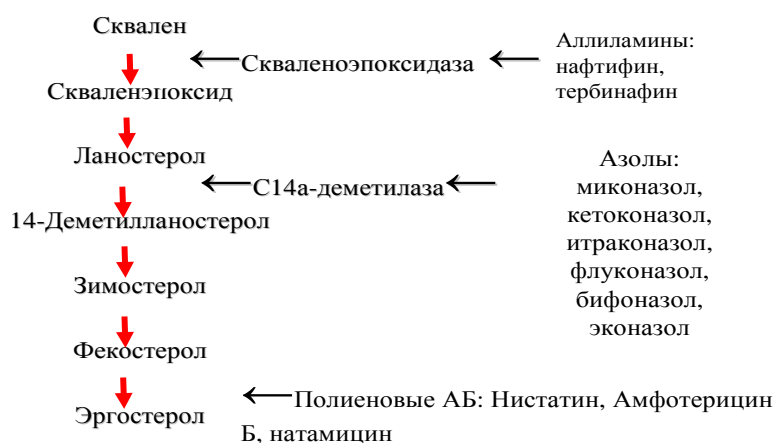 Сквален
Скваленоэпоксидаза
Аллиламины:
нафтифин,
тербинафин
Скваленэпоксид
Ланостерол
С14а-деметилаза
Азолы:
миконазол,
кетоконазол,
итраконазол,
флуконазол,
бифоназол,
эконазол
14-Деметилланостерол
Зимостерол
Фекостерол
Эргостерол
Полиеновые АБ: Нистатин, Амфотерицин
Б, натамицин